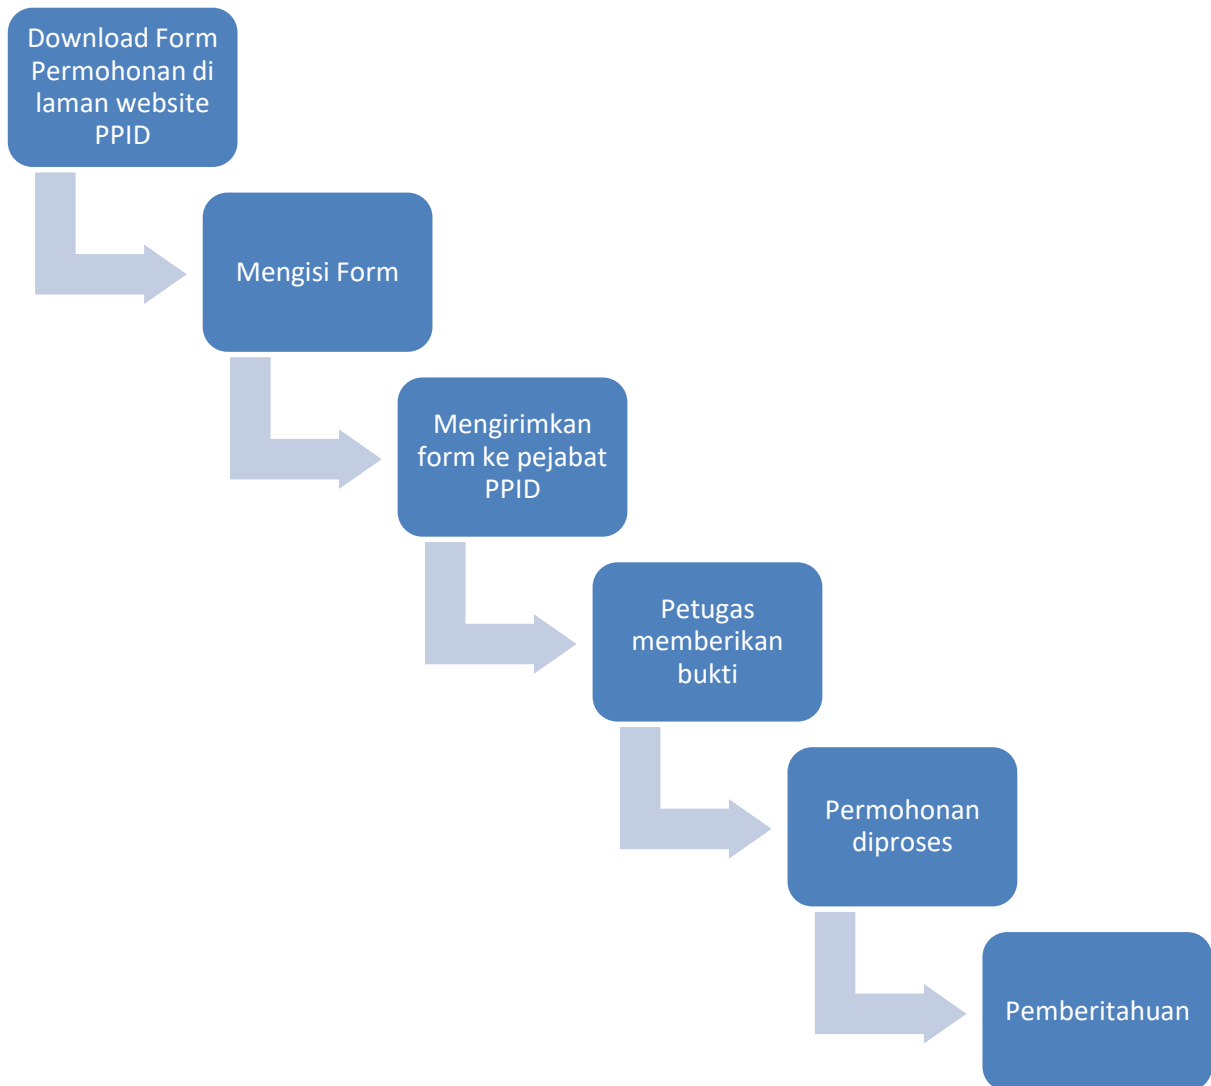 Download Form
Permohonan di
laman website
PPID
Mengisi Form
Mengirimkan
form ke pejabat
PPID
Petugas
memberikan
bukti
Permohonan
diproses
Pemberitahuan